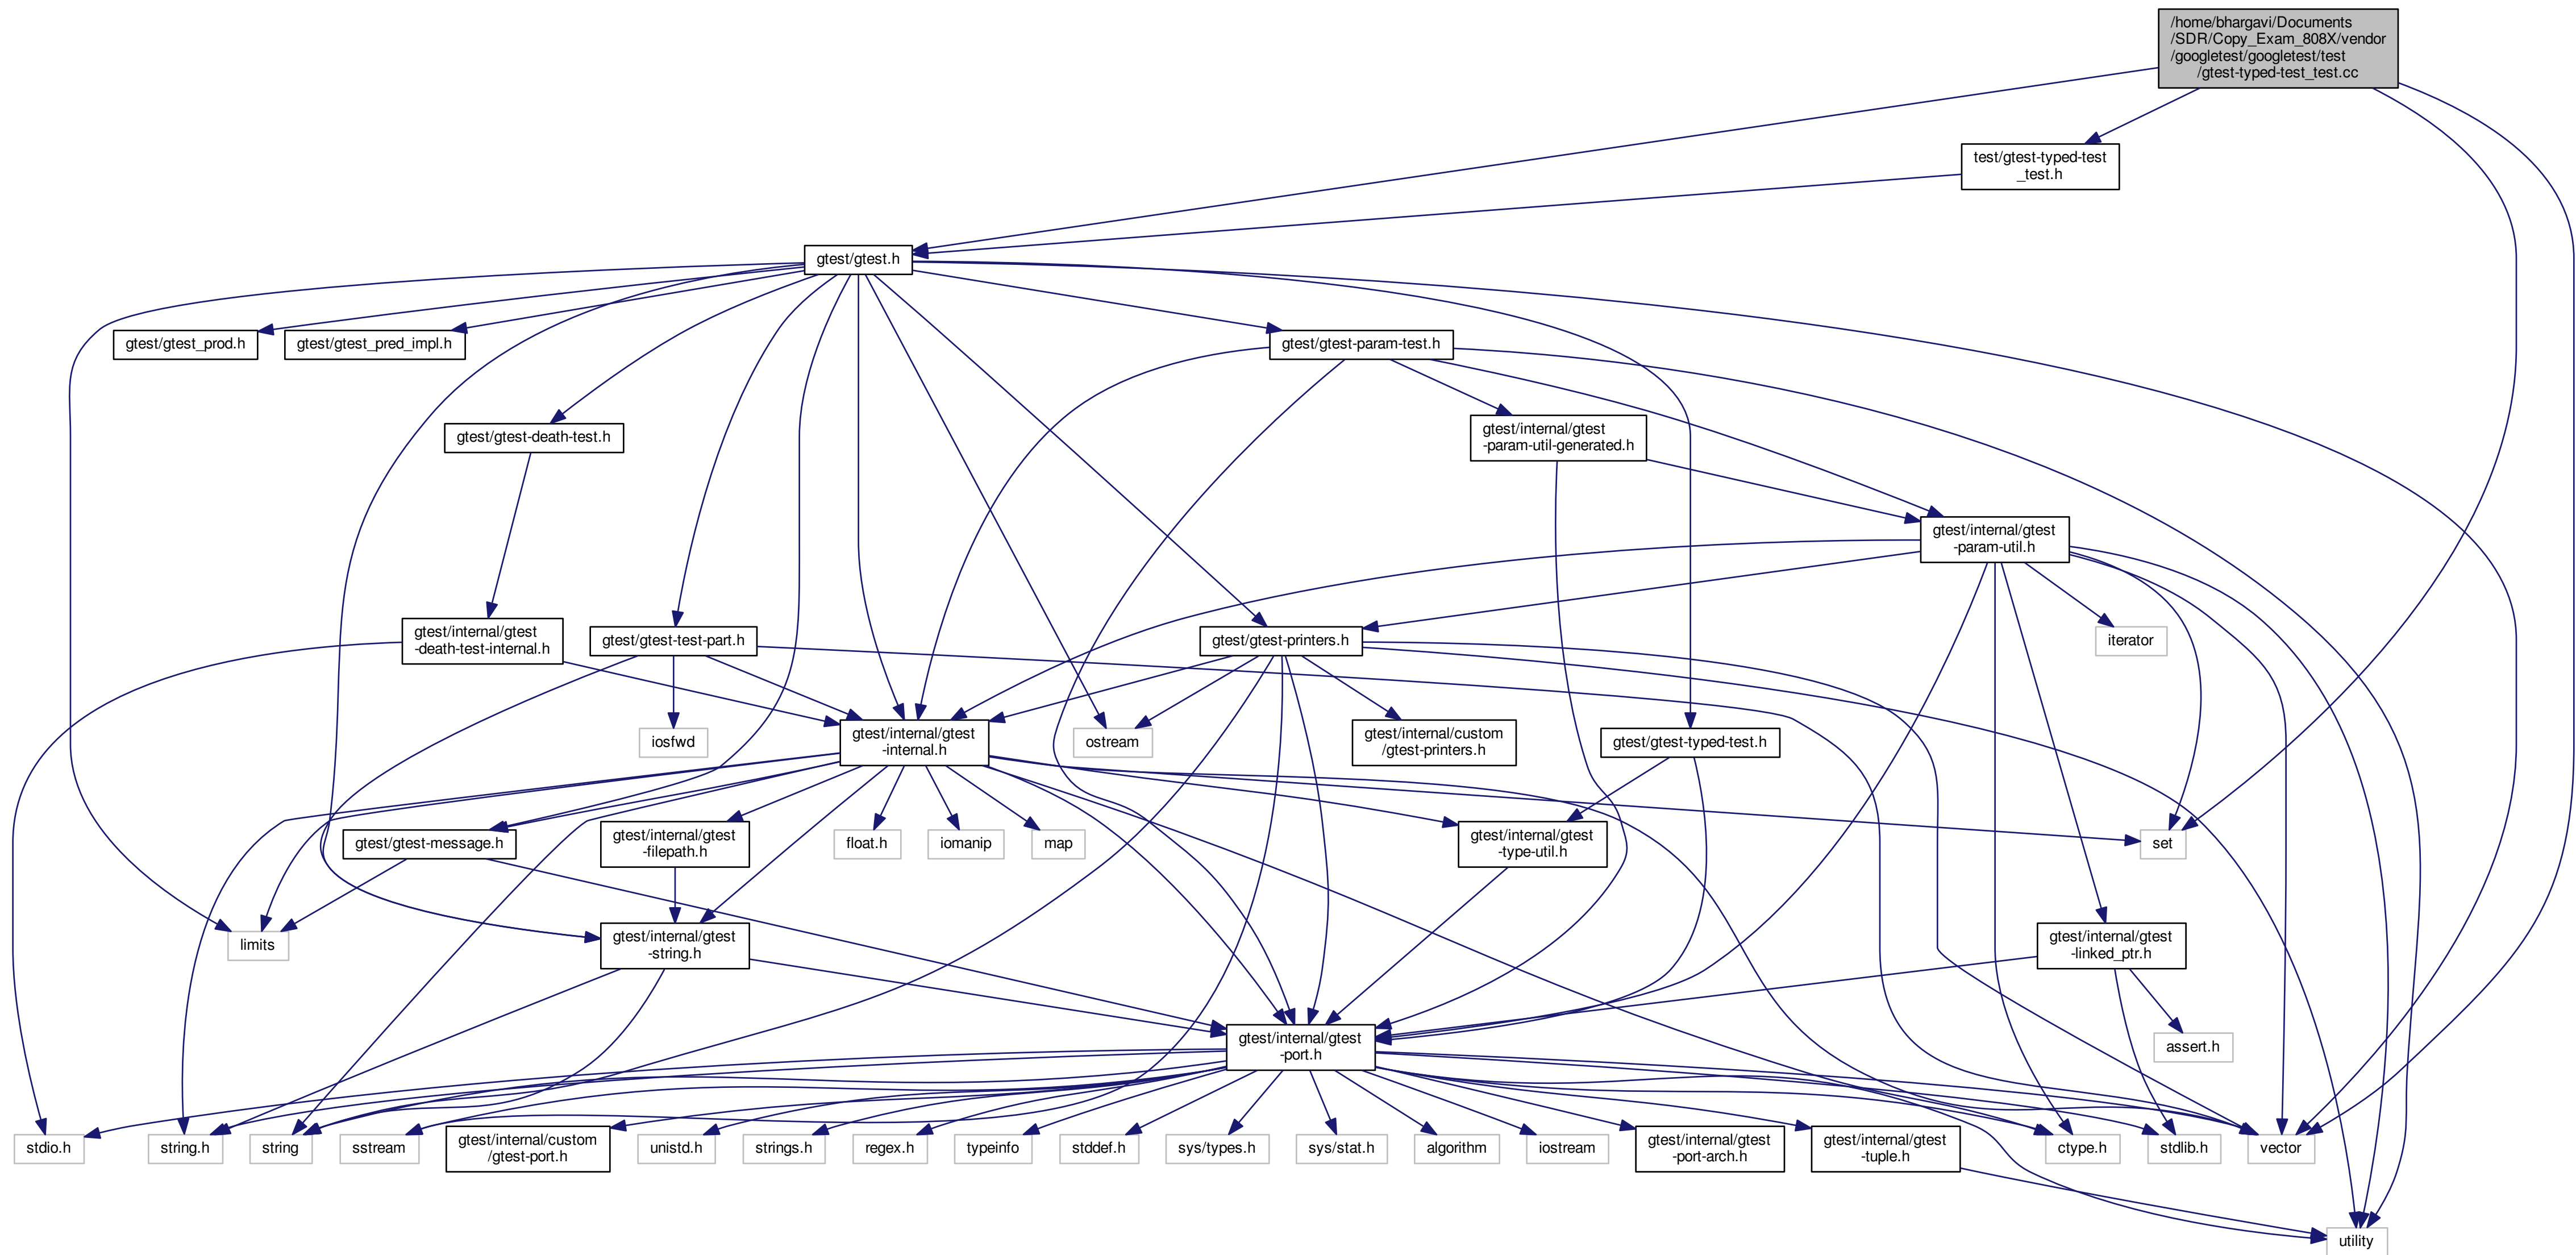 /home/bhargavi/Documents
/SDR/Copy_Exam_808X/vendor
/googletest/googletest/test
/gtest-typed-test_test.cc
test/gtest-typed-test
_test.h
gtest/gtest.h
gtest/gtest_prod.h
gtest/gtest_pred_impl.h
gtest/gtest-param-test.h
gtest/gtest-death-test.h
gtest/internal/gtest
-param-util-generated.h
gtest/internal/gtest
-param-util.h
gtest/internal/gtest
-death-test-internal.h
gtest/gtest-test-part.h
gtest/gtest-printers.h
iterator
gtest/internal/gtest
-internal.h
iosfwd
ostream
gtest/internal/custom
/gtest-printers.h
gtest/gtest-typed-test.h
gtest/gtest-message.h
gtest/internal/gtest
-filepath.h
float.h
iomanip
map
gtest/internal/gtest
-type-util.h
set
limits
gtest/internal/gtest
-string.h
gtest/internal/gtest
-linked_ptr.h
gtest/internal/gtest
-port.h
assert.h
stdio.h
string.h
string
sstream
gtest/internal/custom
/gtest-port.h
unistd.h
strings.h
regex.h
typeinfo
stddef.h
sys/types.h
sys/stat.h
algorithm
iostream
gtest/internal/gtest
-port-arch.h
gtest/internal/gtest
-tuple.h
ctype.h
stdlib.h
vector
utility